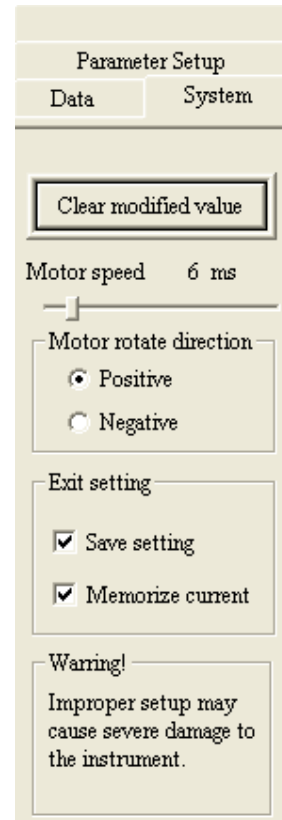 Parameter Setup
Data System
Clear modified value
Motor speed 6 ms
Motor rotate direction
Positive
Negative
Exit setting
Save setting
Memorize current
Warring!
Improper setup may
cause severe damage to
the instrument.